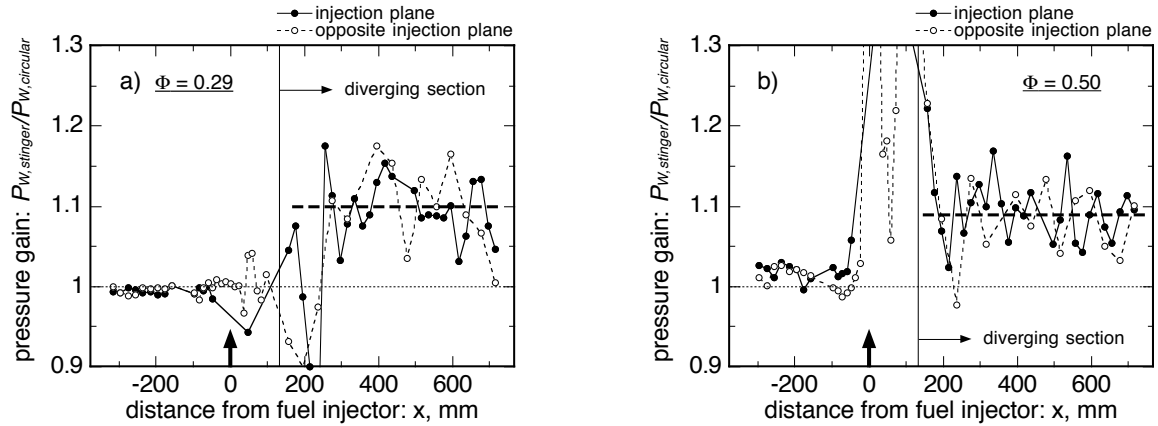 injection plane
opposite injection plane
a)
Φ = 0.29
diverging section
pressure gain: P_W,stinger/P_W,circular
1.3
1.2
1.1
1
0.9
-200 0 200 400 600
distance from fuel injector: x, mm
injection plane
opposite injection plane
b)
Φ = 0.50
diverging section
pressure gain: P_W,stinger/P_W,circular
1.3
1.2
1.1
1
0.9
-200 0 200 400 600
distance from fuel injector: x, mm